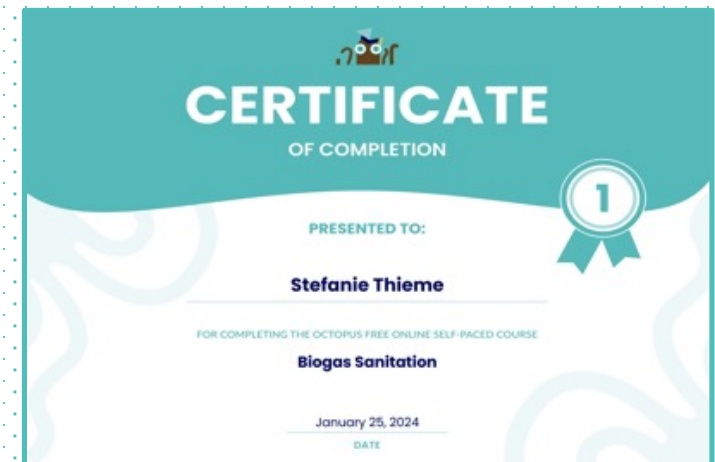 CERTIFICATE
OF COMPLETION
1
PRESENTED TO:
Stefanie Thieme
FOR COMPLETING THE OCTOPUS FREE ONLINE SELF-PACED COURSE
Biogas Sanitation
January 25, 2024
DATE